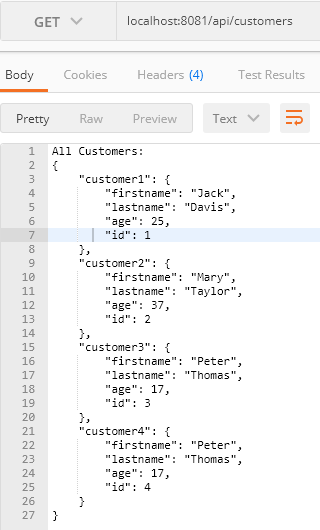 GET localhost:8081/api/customers
Body Cookies Headers (4) Test Results
Pretty Raw Preview Text
1 All Customers:
2 {
3 "customer1": {
4 "firstname": "Jack",
5 "lastname": "Davis",
6 "age": 25,
7 "id": 1
8 },
9 "customer2": {
10 "firstname": "Mary",
11 "lastname": "Taylor",
12 "age": 37,
13 "id": 2
14 },
15 "customer3": {
16 "firstname": "Peter",
17 "lastname": "Thomas",
18 "age": 17,
19 "id": 3
20 },
21 "customer4": {
22 "firstname": "Peter",
23 "lastname": "Thomas",
24 "age": 17,
25 "id": 4
26 }
27 }